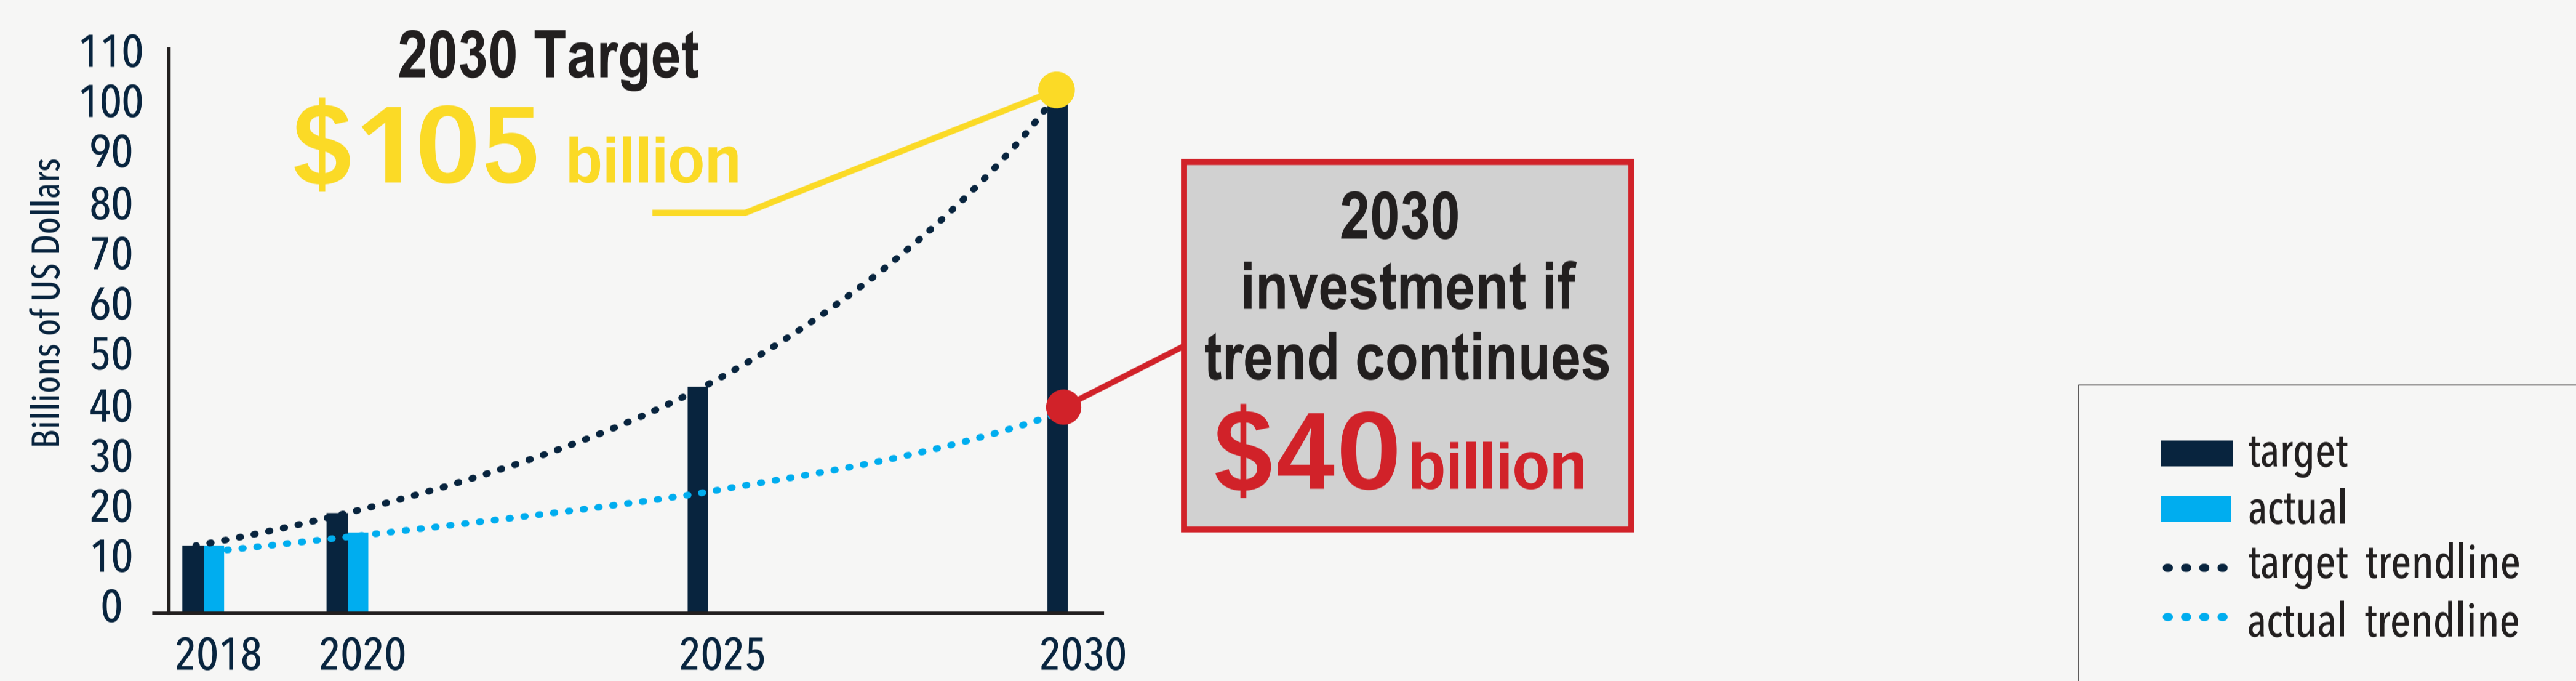 2030 Target
$105 billion
Billions of US Dollars
110
100
90
80
70
60
50
40
30
20
10
0
2018
2020
2025
2030
2030
investment if
trend continues
$40 billion
target
actual
target trendline
actual trendline